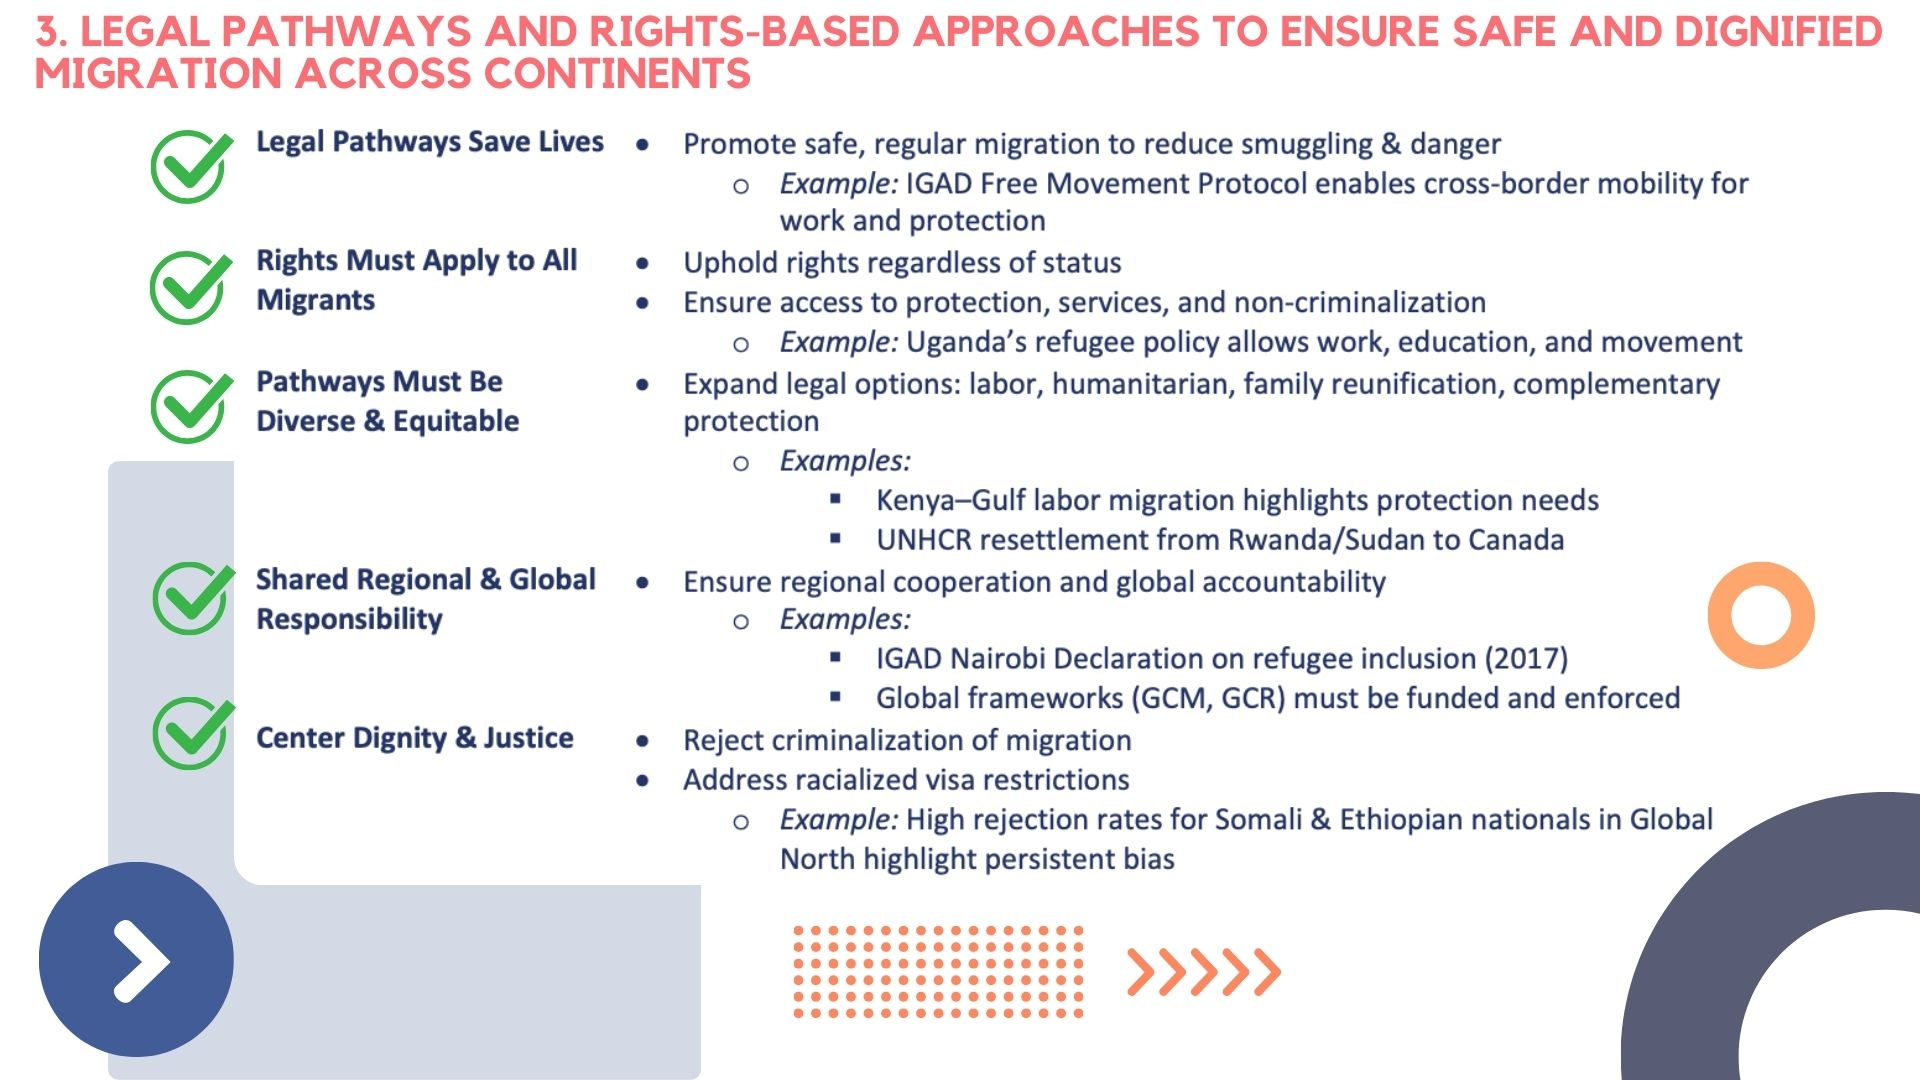 3. LEGAL PATHWAYS AND RIGHTS-BASED APPROACHES TO ENSURE SAFE AND DIGNIFIED
MIGRATION ACROSS CONTINENTS
Legal Pathways Save Lives
• Promote safe, regular migration to reduce smuggling & danger
o Example: IGAD Free Movement Protocol enables cross-border mobility for
work and protection
Rights Must Apply to All
Migrants
• Uphold rights regardless of status
• Ensure access to protection, services, and non-criminalization
o Example: Uganda’s refugee policy allows work, education, and movement
Pathways Must Be
Diverse & Equitable
• Expand legal options: labor, humanitarian, family reunification, complementary
protection
o Examples:
▪ Kenya–Gulf labor migration highlights protection needs
▪ UNHCR resettlement from Rwanda/Sudan to Canada
Shared Regional & Global
Responsibility
• Ensure regional cooperation and global accountability
o Examples:
▪ IGAD Nairobi Declaration on refugee inclusion (2017)
▪ Global frameworks (GCM, GCR) must be funded and enforced
Center Dignity & Justice
• Reject criminalization of migration
• Address racialized visa restrictions
o Example: High rejection rates for Somali & Ethiopian nationals in Global
North highlight persistent bias